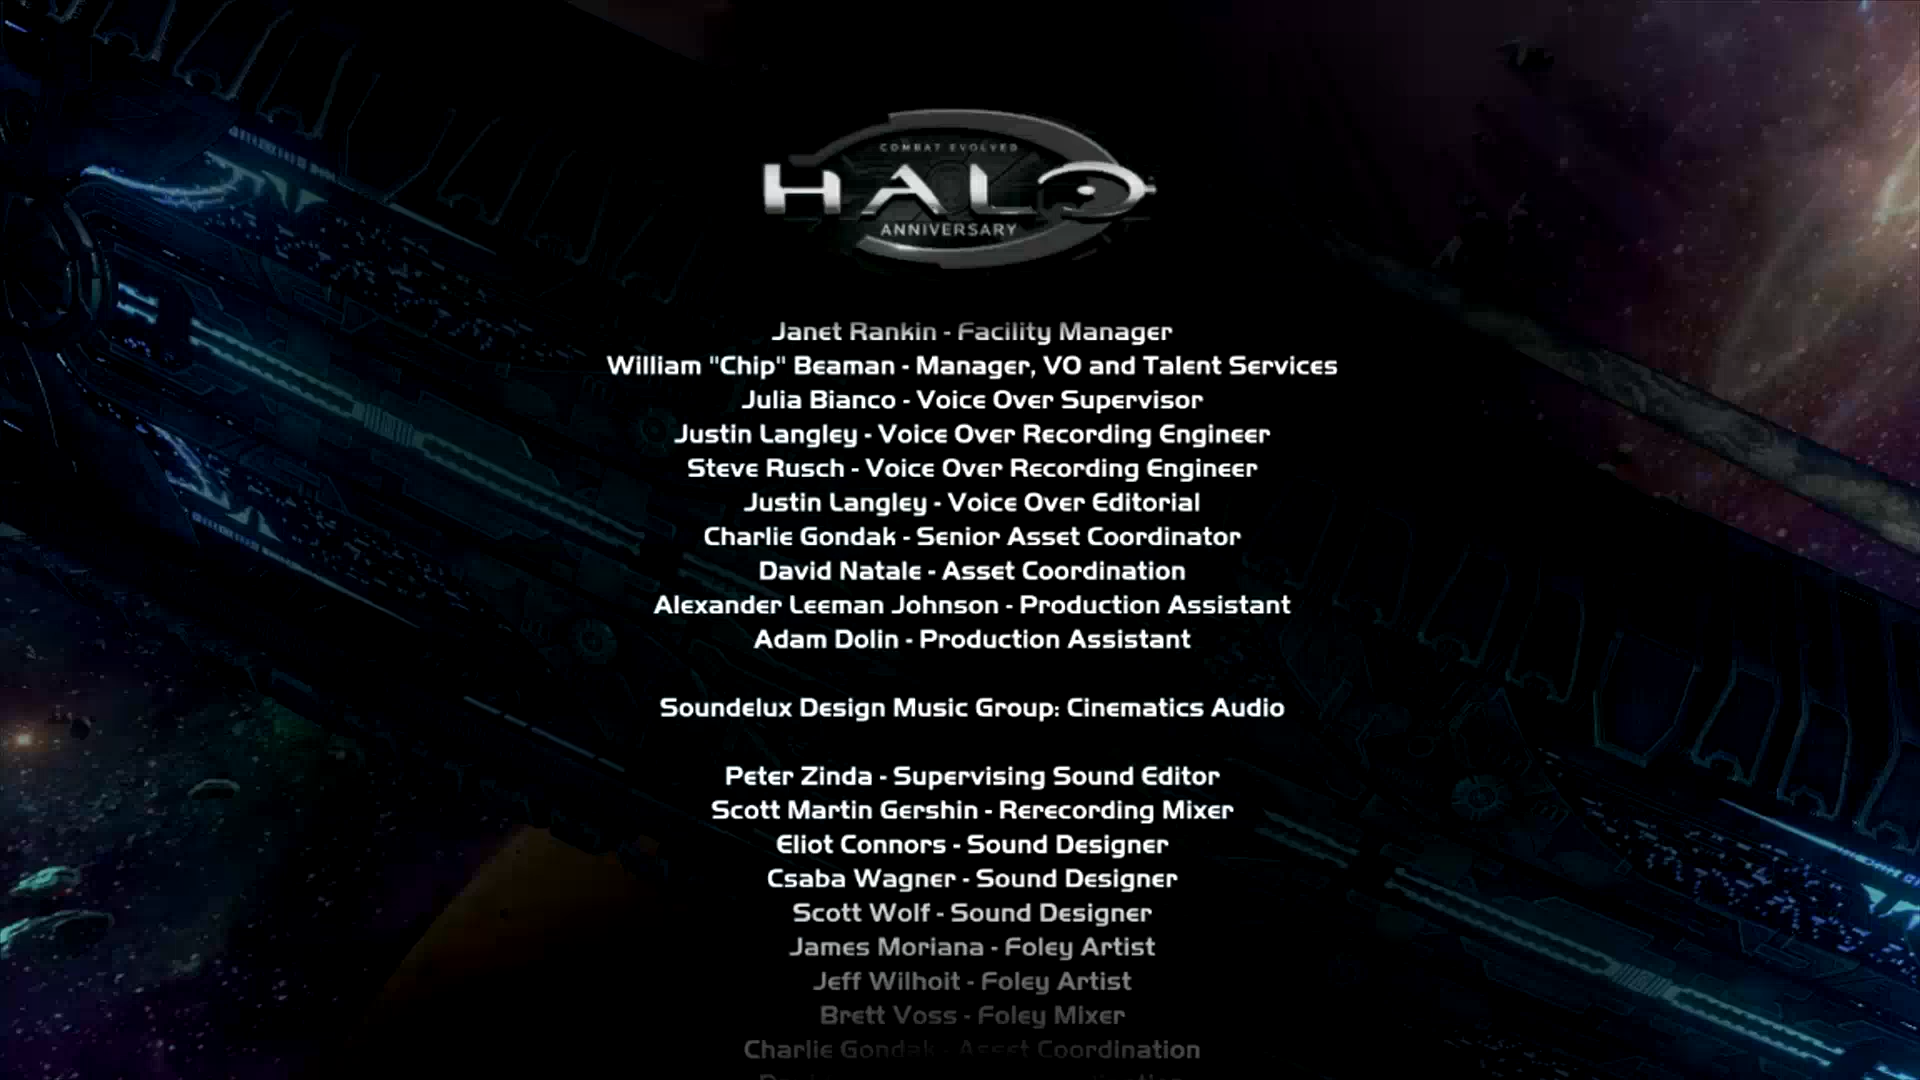 COMBAT EVOLVED
HALO
ANNIVERSARY
Janet Rankin - Facility Manager
William "Chip" Beaman - Manager, VO and Talent Services
Julia Bianco - Voice Over Supervisor
Justin Langley - Voice Over Recording Engineer
Steve Rusch - Voice Over Recording Engineer
Justin Langley - Voice Over Editorial
Charlie Gondak - Senior Asset Coordinator
David Natale - Asset Coordination
Alexander Leeman Johnson - Production Assistant
Adam Dolin - Production Assistant
Soundelux Design Music Group: Cinematics Audio
Peter Zinda - Supervising Sound Editor
Scott Martin Gershin - Rerecording Mixer
Eliot Connors - Sound Designer
Csaba Wagner - Sound Designer
Scott Wolf - Sound Designer
James Moriana - Foley Artist
Jeff Wilhoit - Foley Artist
Brett Voss - Foley Mixer
Charlie Gondak - Asset Coordination